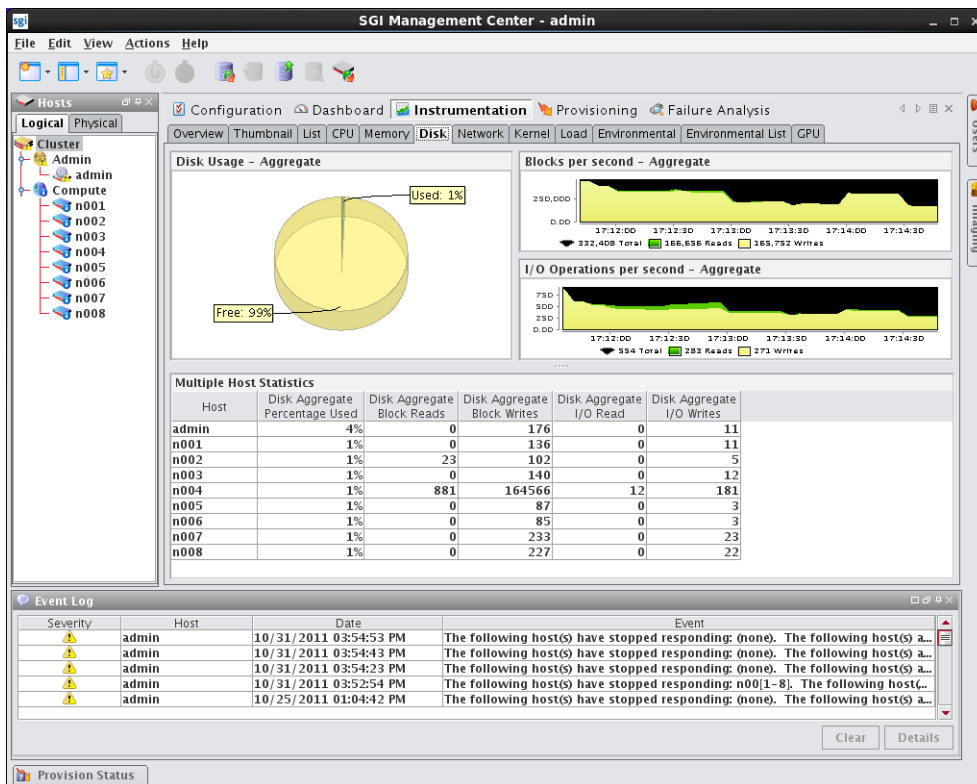 sgi SGI Management Center - admin
File Edit View Actions Help
Hosts
Logical Physical
Cluster
Admin
admin
Compute
n001
n002
n003
n004
n005
n006
n007
n008
Configuration Dashboard Instrumentation Provisioning Failure Analysis
Overview Thumbnail List CPU Memory Disk Network Kernel Load Environmental Environmental List GPU
Disk Usage - Aggregate
Used: 1%
Free: 99%
Blocks per second - Aggregate
250,000
0.00
17:12:00 17:12:30 17:13:00 17:13:30 17:14:00 17:14:30
332,408 Total 166,656 Reads 165,752 Writes
I/O Operations per second - Aggregate
750
500
250
0.00
17:12:00 17:12:30 17:13:00 17:13:30 17:14:00 17:14:30
554 Total 283 Reads 271 Writes
Multiple Host Statistics
Host Disk Aggregate Percentage Used Disk Aggregate Block Reads Disk Aggregate Block Writes Disk Aggregate I/O Read Disk Aggregate I/O Writes
admin 4% 0 176 0 11
n001 1% 0 136 0 11
n002 1% 23 102 0 5
n003 1% 0 140 0 12
n004 1% 881 164566 12 181
n005 1% 0 87 0 3
n006 1% 0 85 0 3
n007 1% 0 233 0 23
n008 1% 0 227 0 22
Users
Imaging
Event Log
Severity Host Date Event
admin 10/31/2011 03:54:53 PM The following host(s) have stopped responding: (none). The following host(s) a...
admin 10/31/2011 03:54:43 PM The following host(s) have stopped responding: (none). The following host(s) a...
admin 10/31/2011 03:54:23 PM The following host(s) have stopped responding: (none). The following host(s) a...
admin 10/31/2011 03:52:54 PM The following host(s) have stopped responding: n00[1-8]. The following host(...
admin 10/25/2011 01:04:42 PM The following host(s) have stopped responding: (none). The following host(s) a...
Clear Details
Provision Status